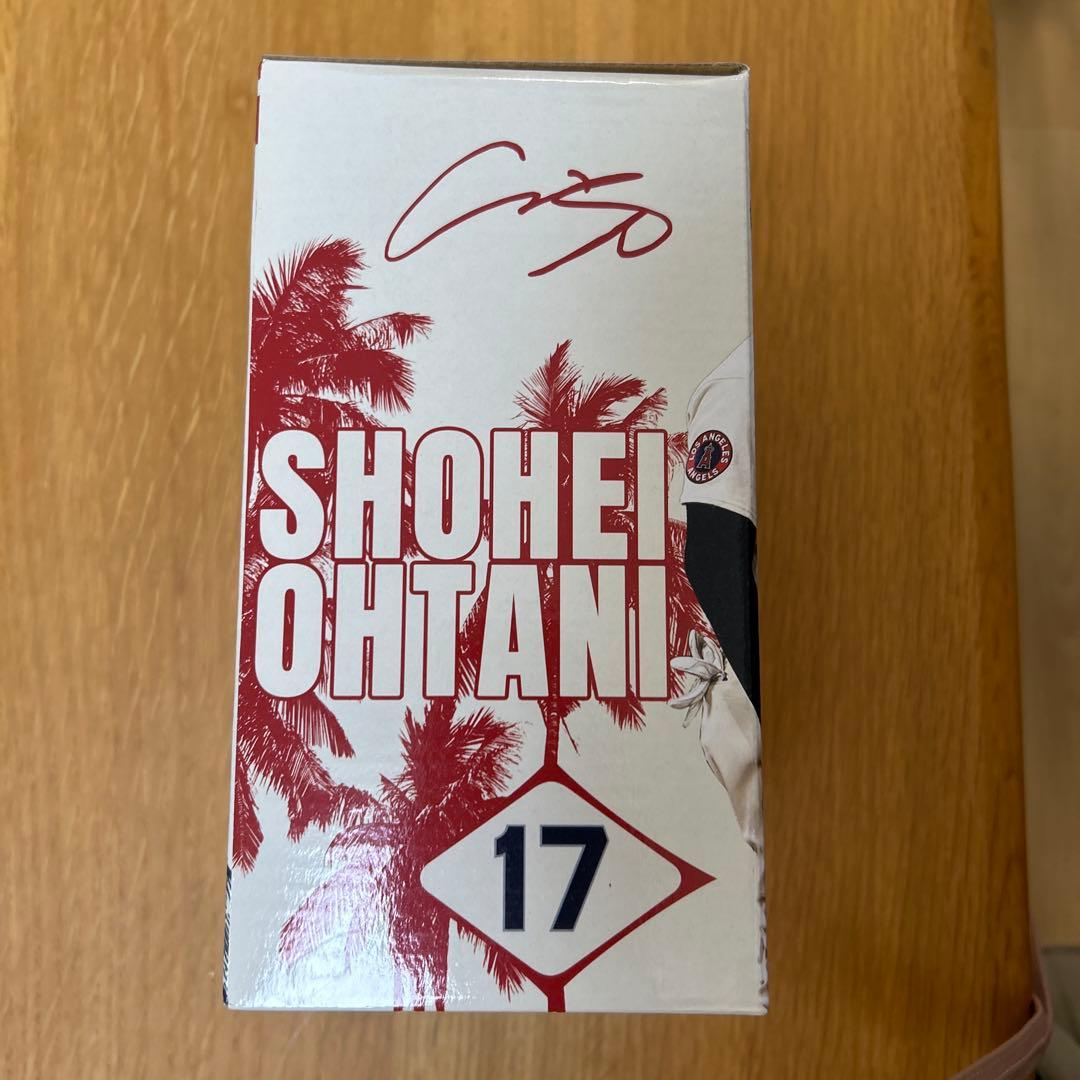 SHOHEI
OHTANI
LOS ANGELES
ANGELS
17